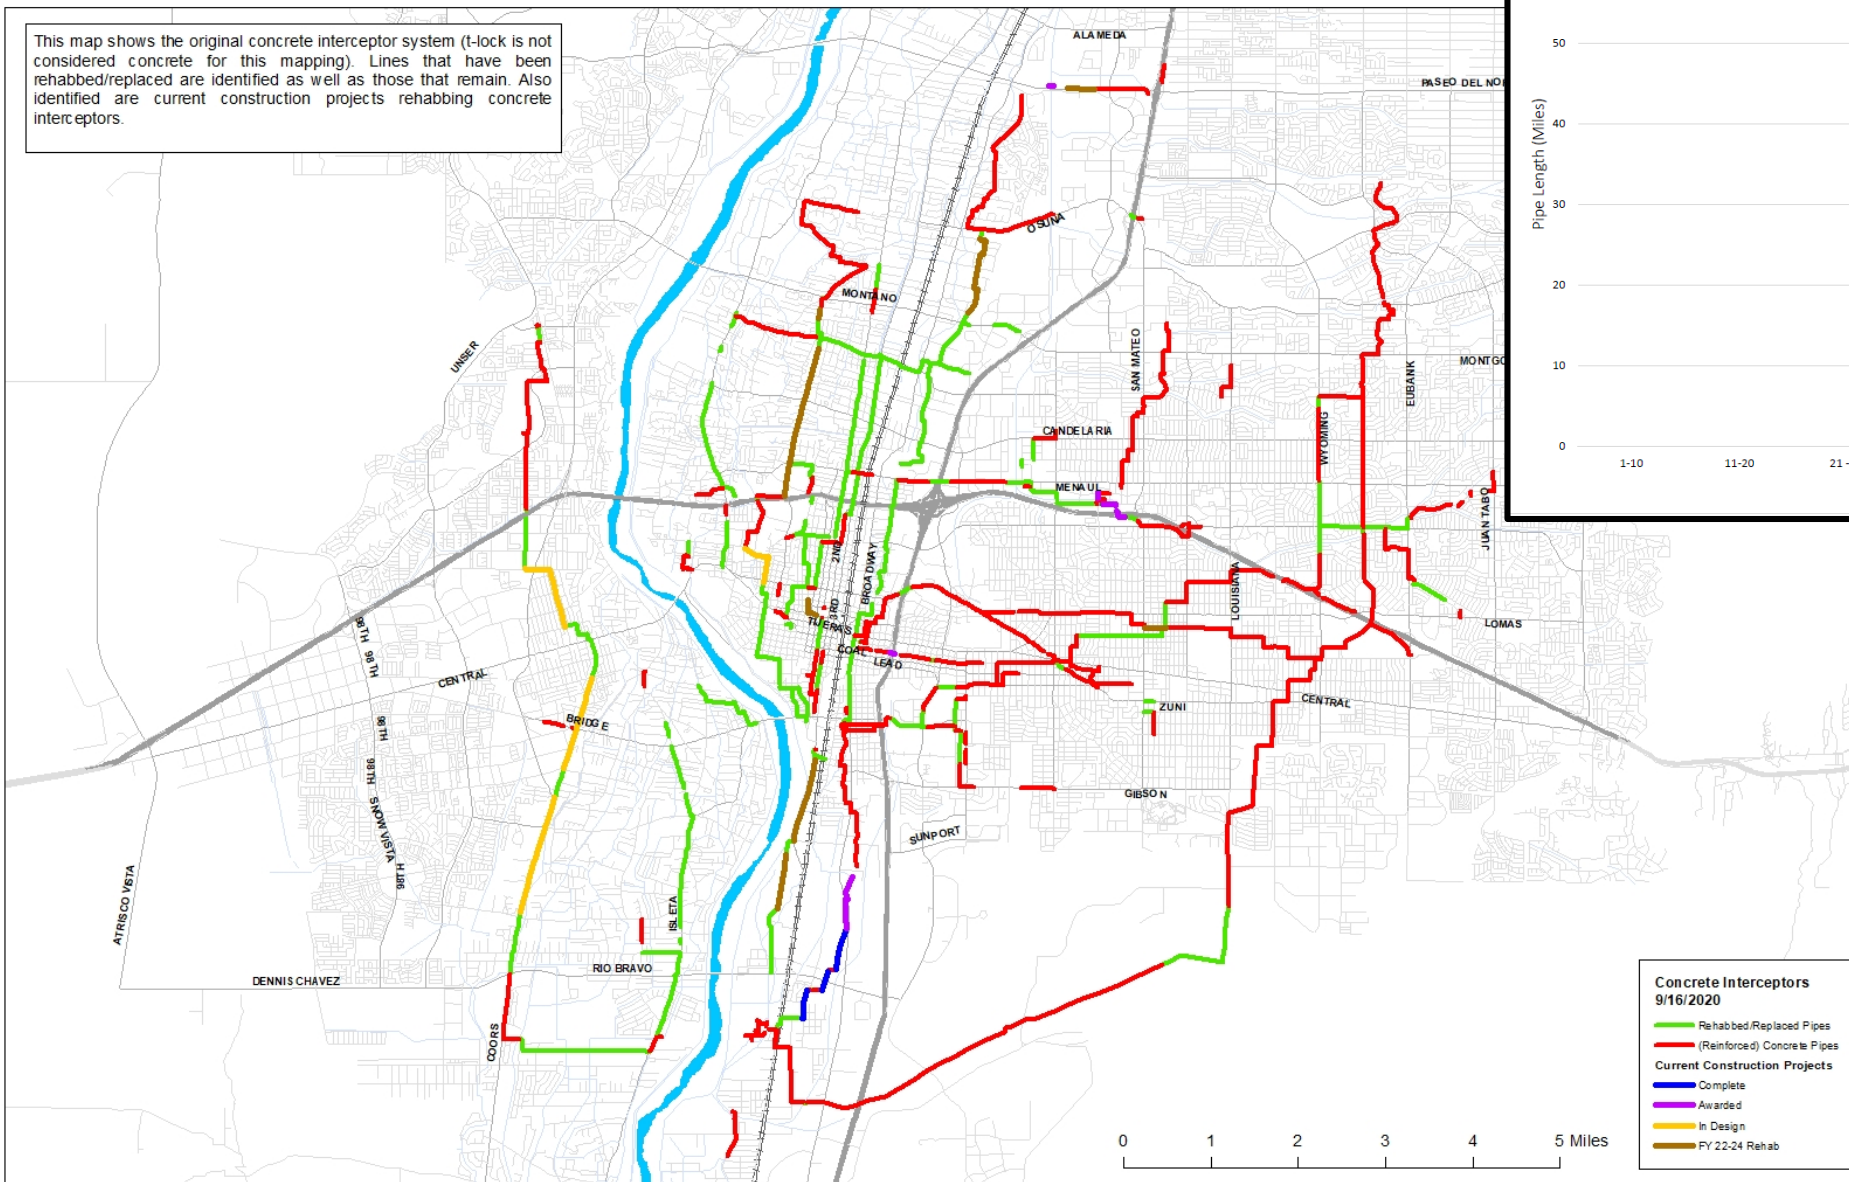 This map shows the original concrete interceptor system (t-lock is not
considered concrete for this mapping). Lines that have been
rehabbed/replaced are identified as well as those that remain. Also
identified are current construction projects rehabbing concrete
interceptors.
ALAMEDA
PASEO DEL NO
50
40
30
20
10
0
Pipe Length (Miles)
1-10
11-20
21 -
OSUNA
MONTANO
UNSER
SAN MATEO
MONTGO
EUBANK
CANDELARIA
WYOMING
MENAUL
JUAN TABO
2ND
BROADWAY
LOUISIANA
3RD
TIJERAS
LOMAS
98TH
98TH
COAL
LEAD
CENTRAL
CENTRAL
ZUNI
BRIDGE
98TH
98TH
GIBSON
SNOW VISTA
SUNPORT
98TH
ATRISCO VISTA
ISLETA
RIO BRAVO
DENNIS CHAVEZ
COORS
Concrete Interceptors
9/16/2020
Rehabbed/Replaced Pipes
(Reinforced) Concrete Pipes
Current Construction Projects
Complete
Awarded
In Design
FY 22-24 Rehab
0 1 2 3 4 5 Miles